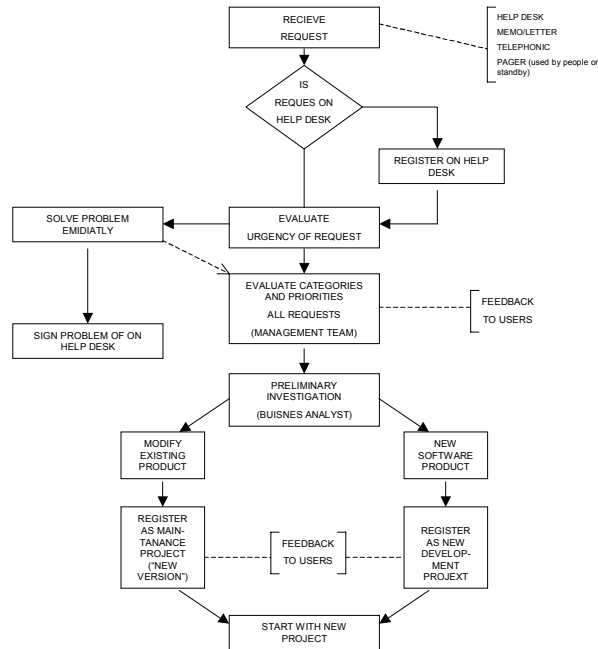 RECIEVE
REQUEST
HELP DESK
MEMO/LETTER
TELEPHONIC
PAGER (used by people on
standby)
IS
REQUES ON
HELP DESK
REGISTER ON HELP
DESK
SOLVE PROBLEM
EMIDIATLY
EVALUATE
URGENCY OF REQUEST
EVALUATE CATEGORIES
AND PRIORITIES
ALL REQUESTS
(MANAGEMENT TEAM)
FEEDBACK
TO USERS
SIGN PROBLEM OF ON
HELP DESK
PRELIMINARY
INVESTIGATION
(BUISNES ANALYST)
MODIFY
EXISTING
PRODUCT
NEW
SOFTWARE
PRODUCT
REGISTER
AS MAIN-
TANANCE
PROJECT
("NEW
VERSION")
FEEDBACK
TO USERS
REGISTER
AS NEW
DEVELOP-
MENT
PROJEXT
START WITH NEW
PROJECT